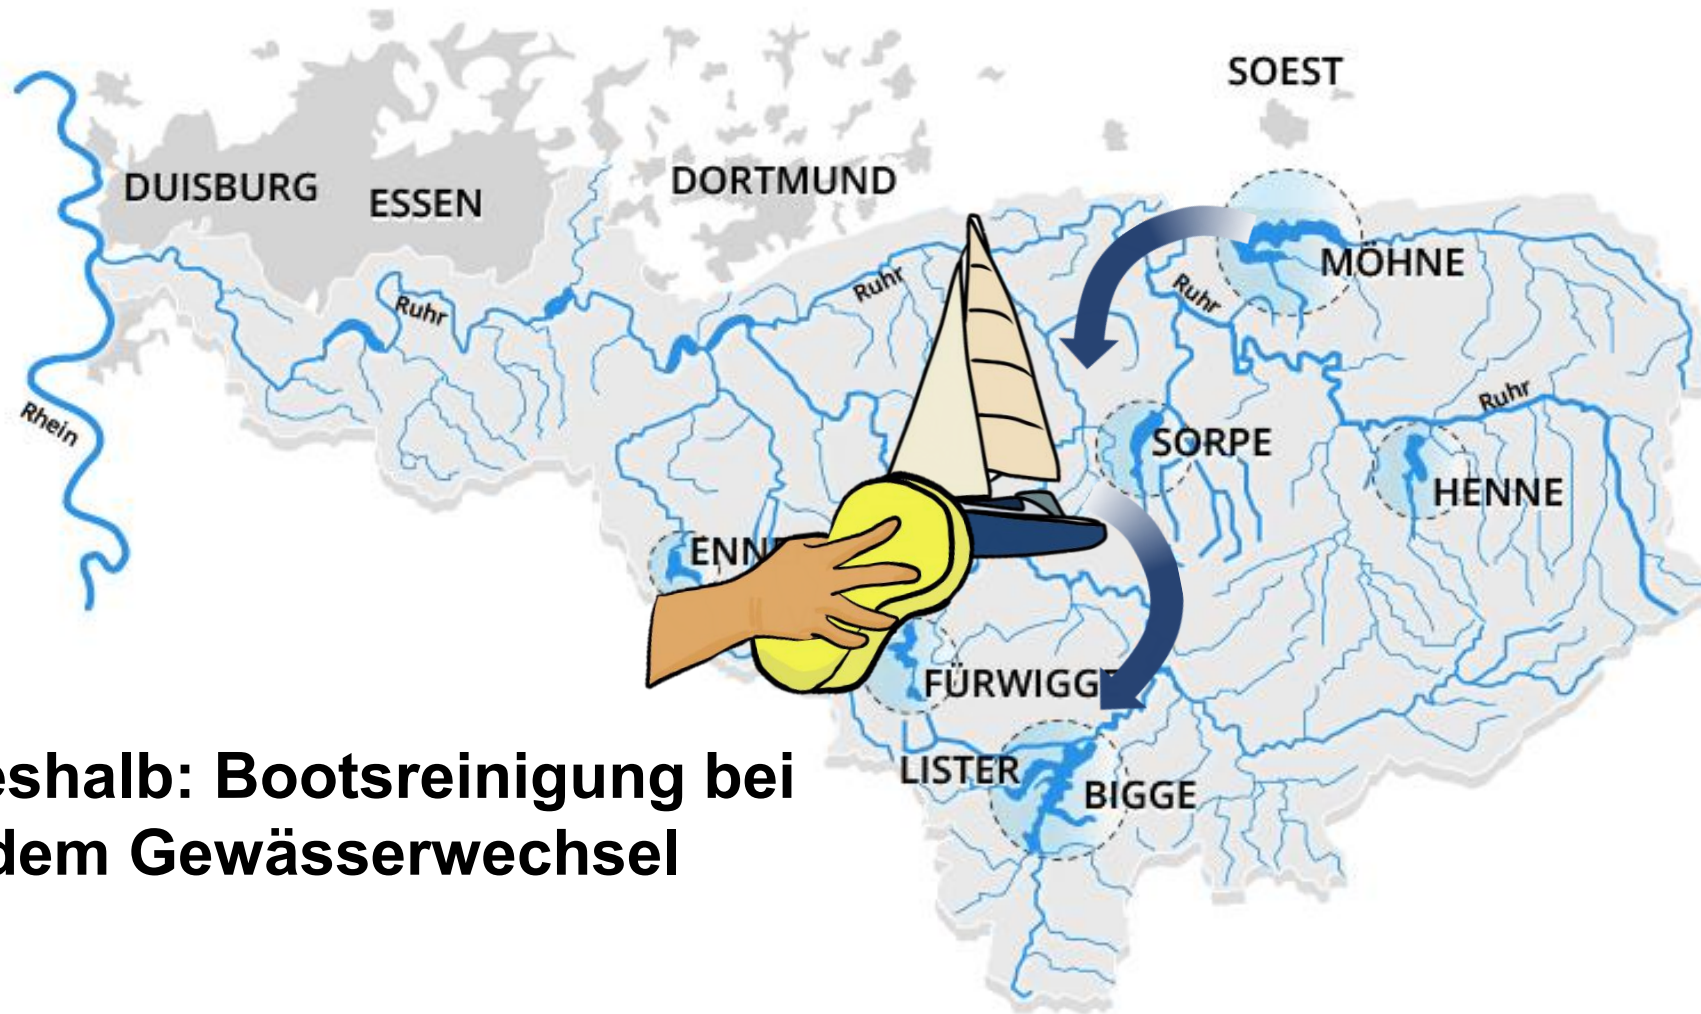 SOEST
DUISBURG
ESSEN
DORTMUND
MÖHNE
Ruhr
Ruhr
Ruhr
Ruhr
Rhein
SORPE
HENNE
ENN
FÜRWIGG
LISTER
BIGGE
eshalb: Bootsreinigung bei
dem Gewässerwechsel